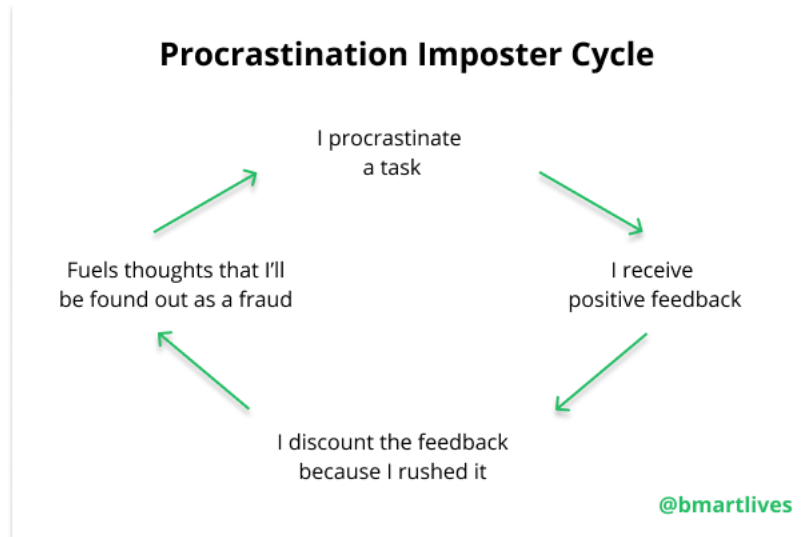 Procrastination Imposter Cycle
I procrastinate
a task
I receive
positive feedback
I discount the feedback
because I rushed it
Fuels thoughts that I’ll
be found out as a fraud
@bmartlives